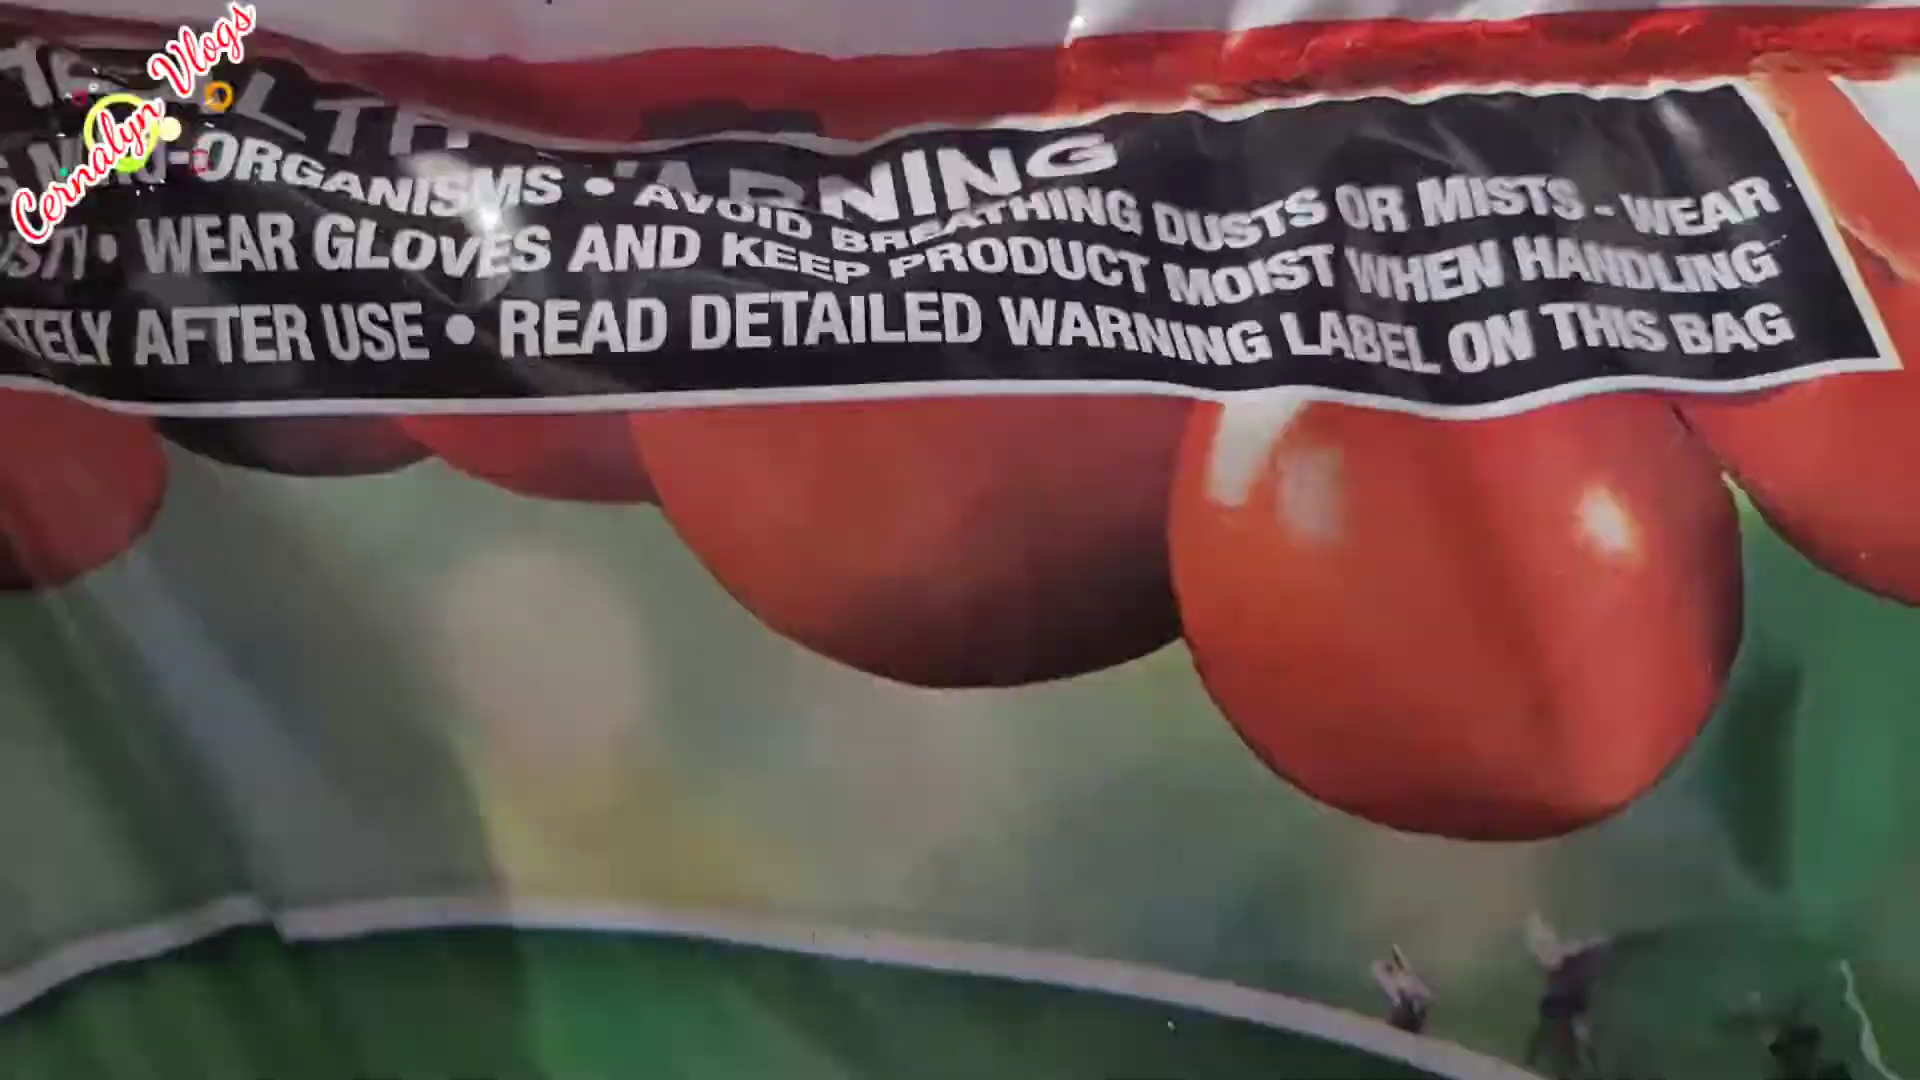 Cernalyn Vlogs
WARNING
-ORGANISMS • AVOID BREATHING DUSTS OR MISTS - WEAR
• WEAR GLOVES AND KEEP PRODUCT MOIST WHEN HANDLING
AFTER USE • READ DETAILED WARNING LABEL ON THIS BAG